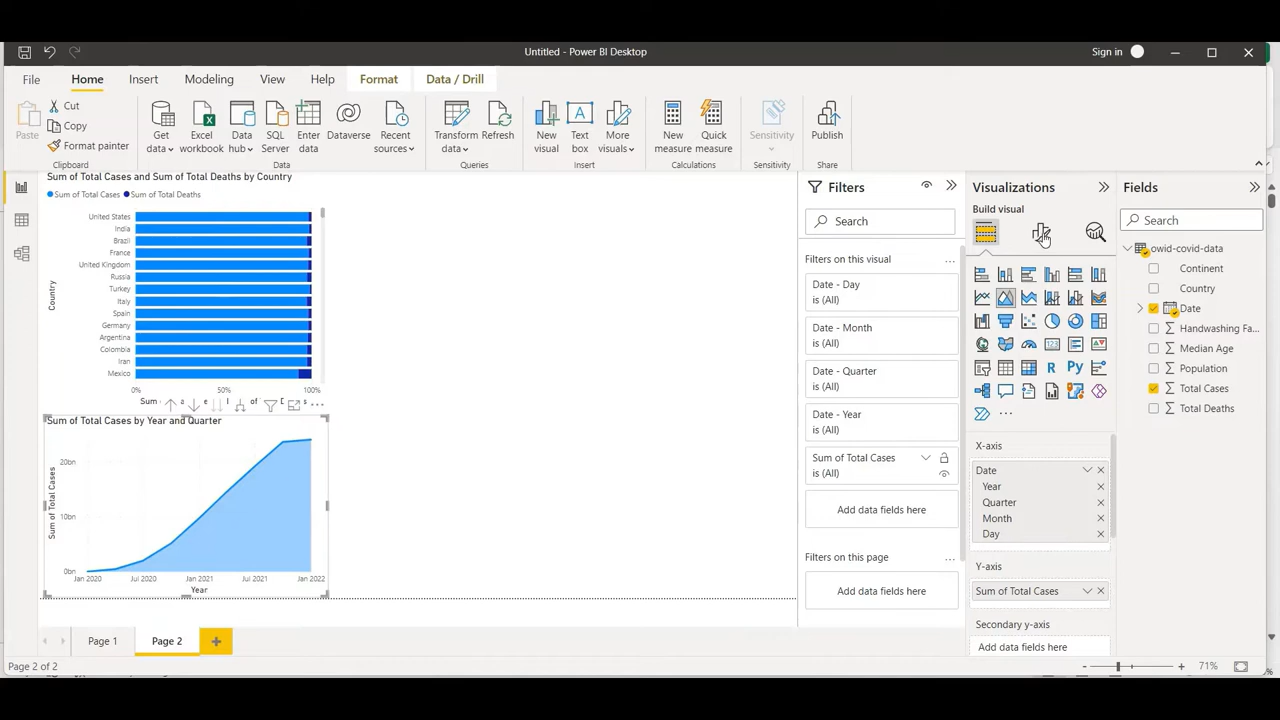 Untitled - Power BI Desktop
Sign in
File Home Insert Modeling View Help Format Data / Drill
Paste
Cut
Copy
Format painter
Clipboard
Get data
Excel workbook
Data hub
SQL Server
Enter data
Dataverse
Recent sources
Data
Transform data
Refresh
Queries
New visual
Text box
More visuals
Insert
New measure
Quick measure
Calculations
Sensitivity
Sensitivity
Publish
Share
Sum of Total Cases and Sum of Total Deaths by Country
Sum of Total Cases Sum of Total Deaths
Country
United States
India
Brazil
France
United Kingdom
Russia
Turkey
Italy
Spain
Germany
Argentina
Colombia
Iran
Mexico
0% 50% 100%
Sum of Total Cases by Year and Quarter
Sum of Total Cases
20bn
10bn
0bn
Jan 2020 Jul 2020 Jan 2021 Jul 2021 Jan 2022
Year
Filters
Search
Filters on this visual ...
Date - Day
is (All)
Date - Month
is (All)
Date - Quarter
is (All)
Date - Year
is (All)
Sum of Total Cases
is (All)
Add data fields here
Filters on this page ...
Add data fields here
Visualizations
Build visual
R Py
...
X-axis
Date
Year
Quarter
Month
Day
Y-axis
Sum of Total Cases
Secondary y-axis
Add data fields here
Fields
Search
owid-covid-data
Continent
Country
Date
Handwashing Fa...
Median Age
Population
Total Cases
Total Deaths
Page 1 Page 2
Page 2 of 2
71%